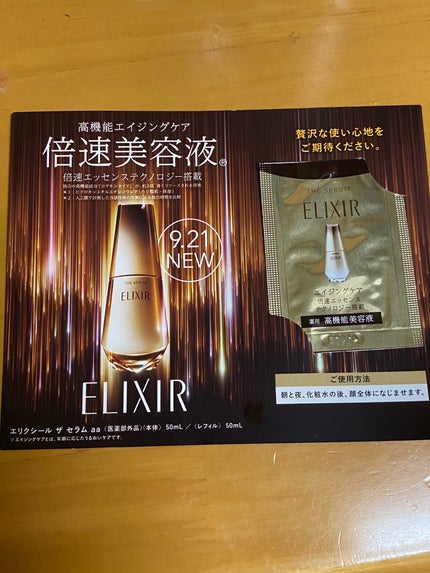 高機能エイジングケア
倍速美容液®
倍速エッセンステクノロジー搭載
9.21
NEW
THE SERUM
ELIXIR
ELIXIR
エリクシール ザ セラム aa 〈医薬部外品〉〈本体〉 50mL ／〈レフィル〉 50mL
※エイジングケアとは、年齢に応じたうるおいケアです。
贅沢な使い心地を
ご期待ください。
THE SERUM
ELIXIR
エイジングケア
倍速エッセンス
テクノロジー搭載
薬用 高機能美容液
ご使用方法
朝と夜、化粧水の後、顔全体になじませます。